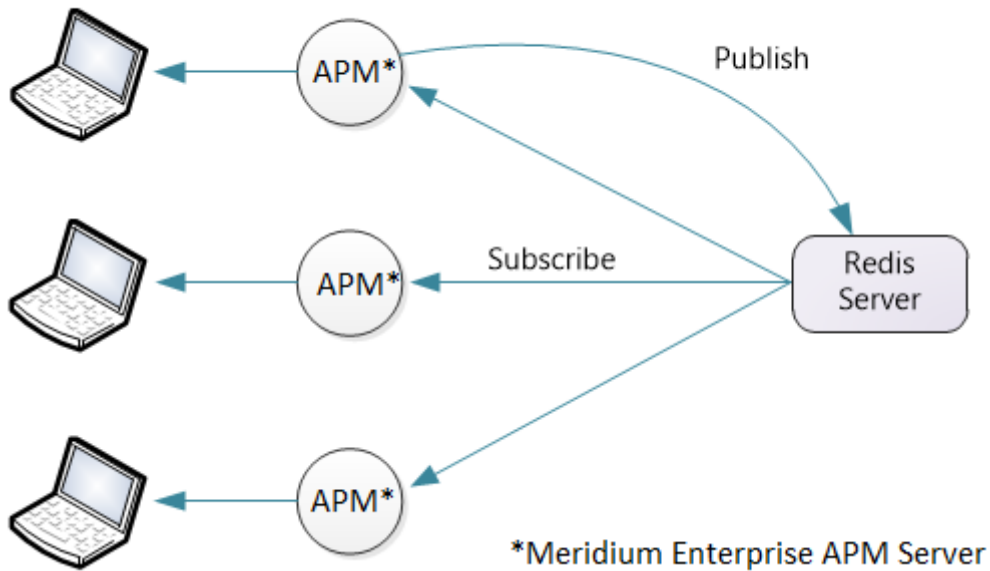 APM*
Publish
Subscribe
APM*
Redis
Server
APM*
*Meridium Enterprise APM Server